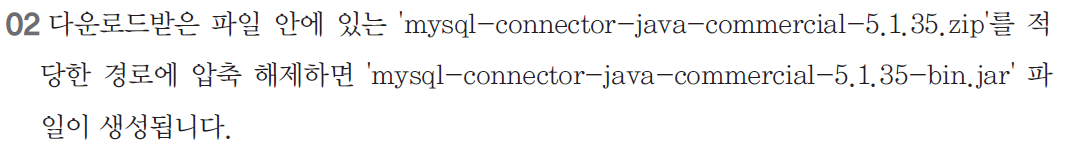 02 다운로드받은 파일 안에 있는 'mysql-connector-java-commercial-5.1.35.zip'를 적
당한 경로에 압축 해제하면 'mysql-connector-java-commercial-5.1.35-bin.jar' 파
일이 생성됩니다.